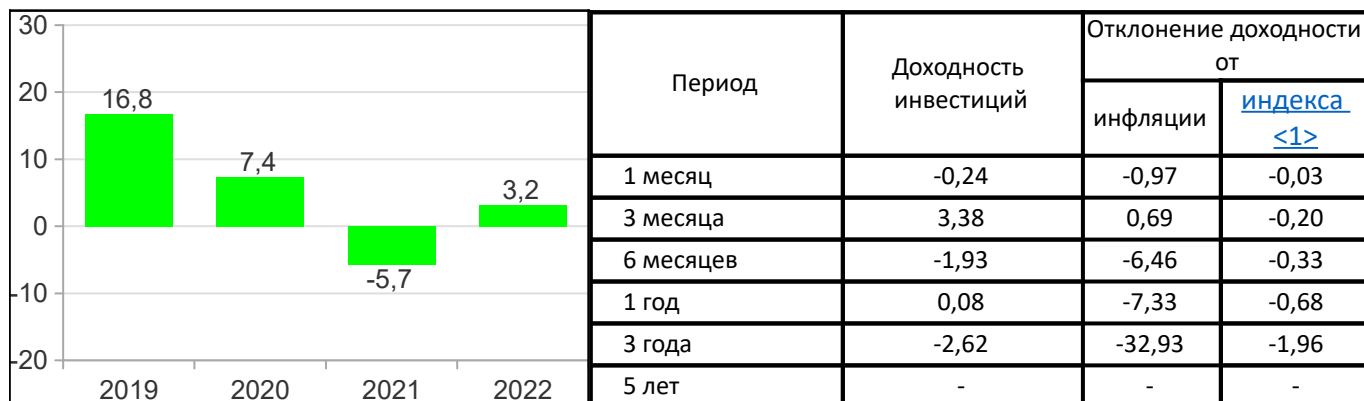 30
20
10
0
-10
-20
16,8
7,4
-5,7
3,2
2019 2020 2021 2022
Период
Доходность
инвестиций
Отклонение доходности
от
инфляции
индекса
<1>
1 месяц -0,24 -0,97 -0,03
3 месяца 3,38 0,69 -0,20
6 месяцев -1,93 -6,46 -0,33
1 год 0,08 -7,33 -0,68
3 года -2,62 -32,93 -1,96
5 лет - - -